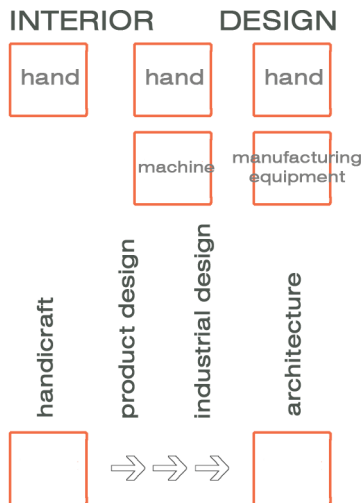 INTERIOR DESIGN
hand hand hand
machine manufacturing
equipment
handicraft
product design
industrial design
architecture